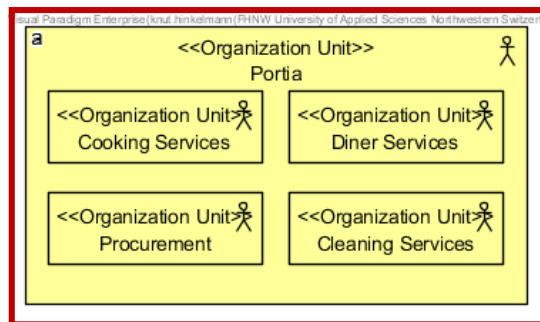 isual Paradigm Enterprise(knut.hinkelmann(FHNW University of Applied Sciences Northwestern Switzerl
a
<<Organization Unit>>
Portia
<<Organization Unit>>
Cooking Services
<<Organization Unit>>
Diner Services
<<Organization Unit>>
Procurement
<<Organization Unit>>
Cleaning Services